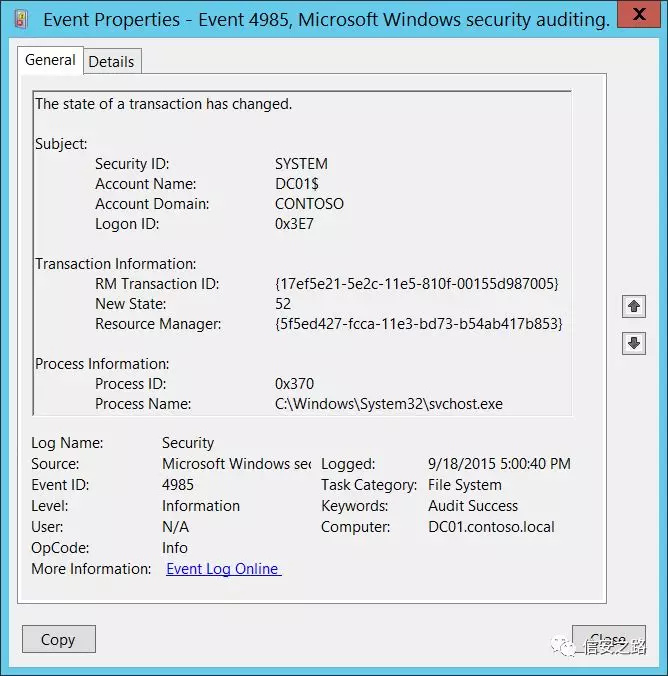 Event Properties - Event 4985, Microsoft Windows security auditing.
X
General Details
The state of a transaction has changed.
Subject:
Security ID: SYSTEM
Account Name: DC01$
Account Domain: CONTOSO
Logon ID: 0x3E7
Transaction Information:
RM Transaction ID: {17ef5e21-5e2c-11e5-810f-00155d987005}
New State: 52
Resource Manager: {5f5ed427-fcca-11e3-bd73-b54ab417b853}
Process Information:
Process ID: 0x370
Process Name: C:\Windows\System32\svchost.exe
Log Name: Security
Source: Microsoft Windows sec Logged: 9/18/2015 5:00:40 PM
Event ID: 4985 Task Category: File System
Level: Information Keywords: Audit Success
User: N/A Computer: DC01.contoso.local
OpCode: Info
More Information: Event Log Online
Copy Close
信安之路